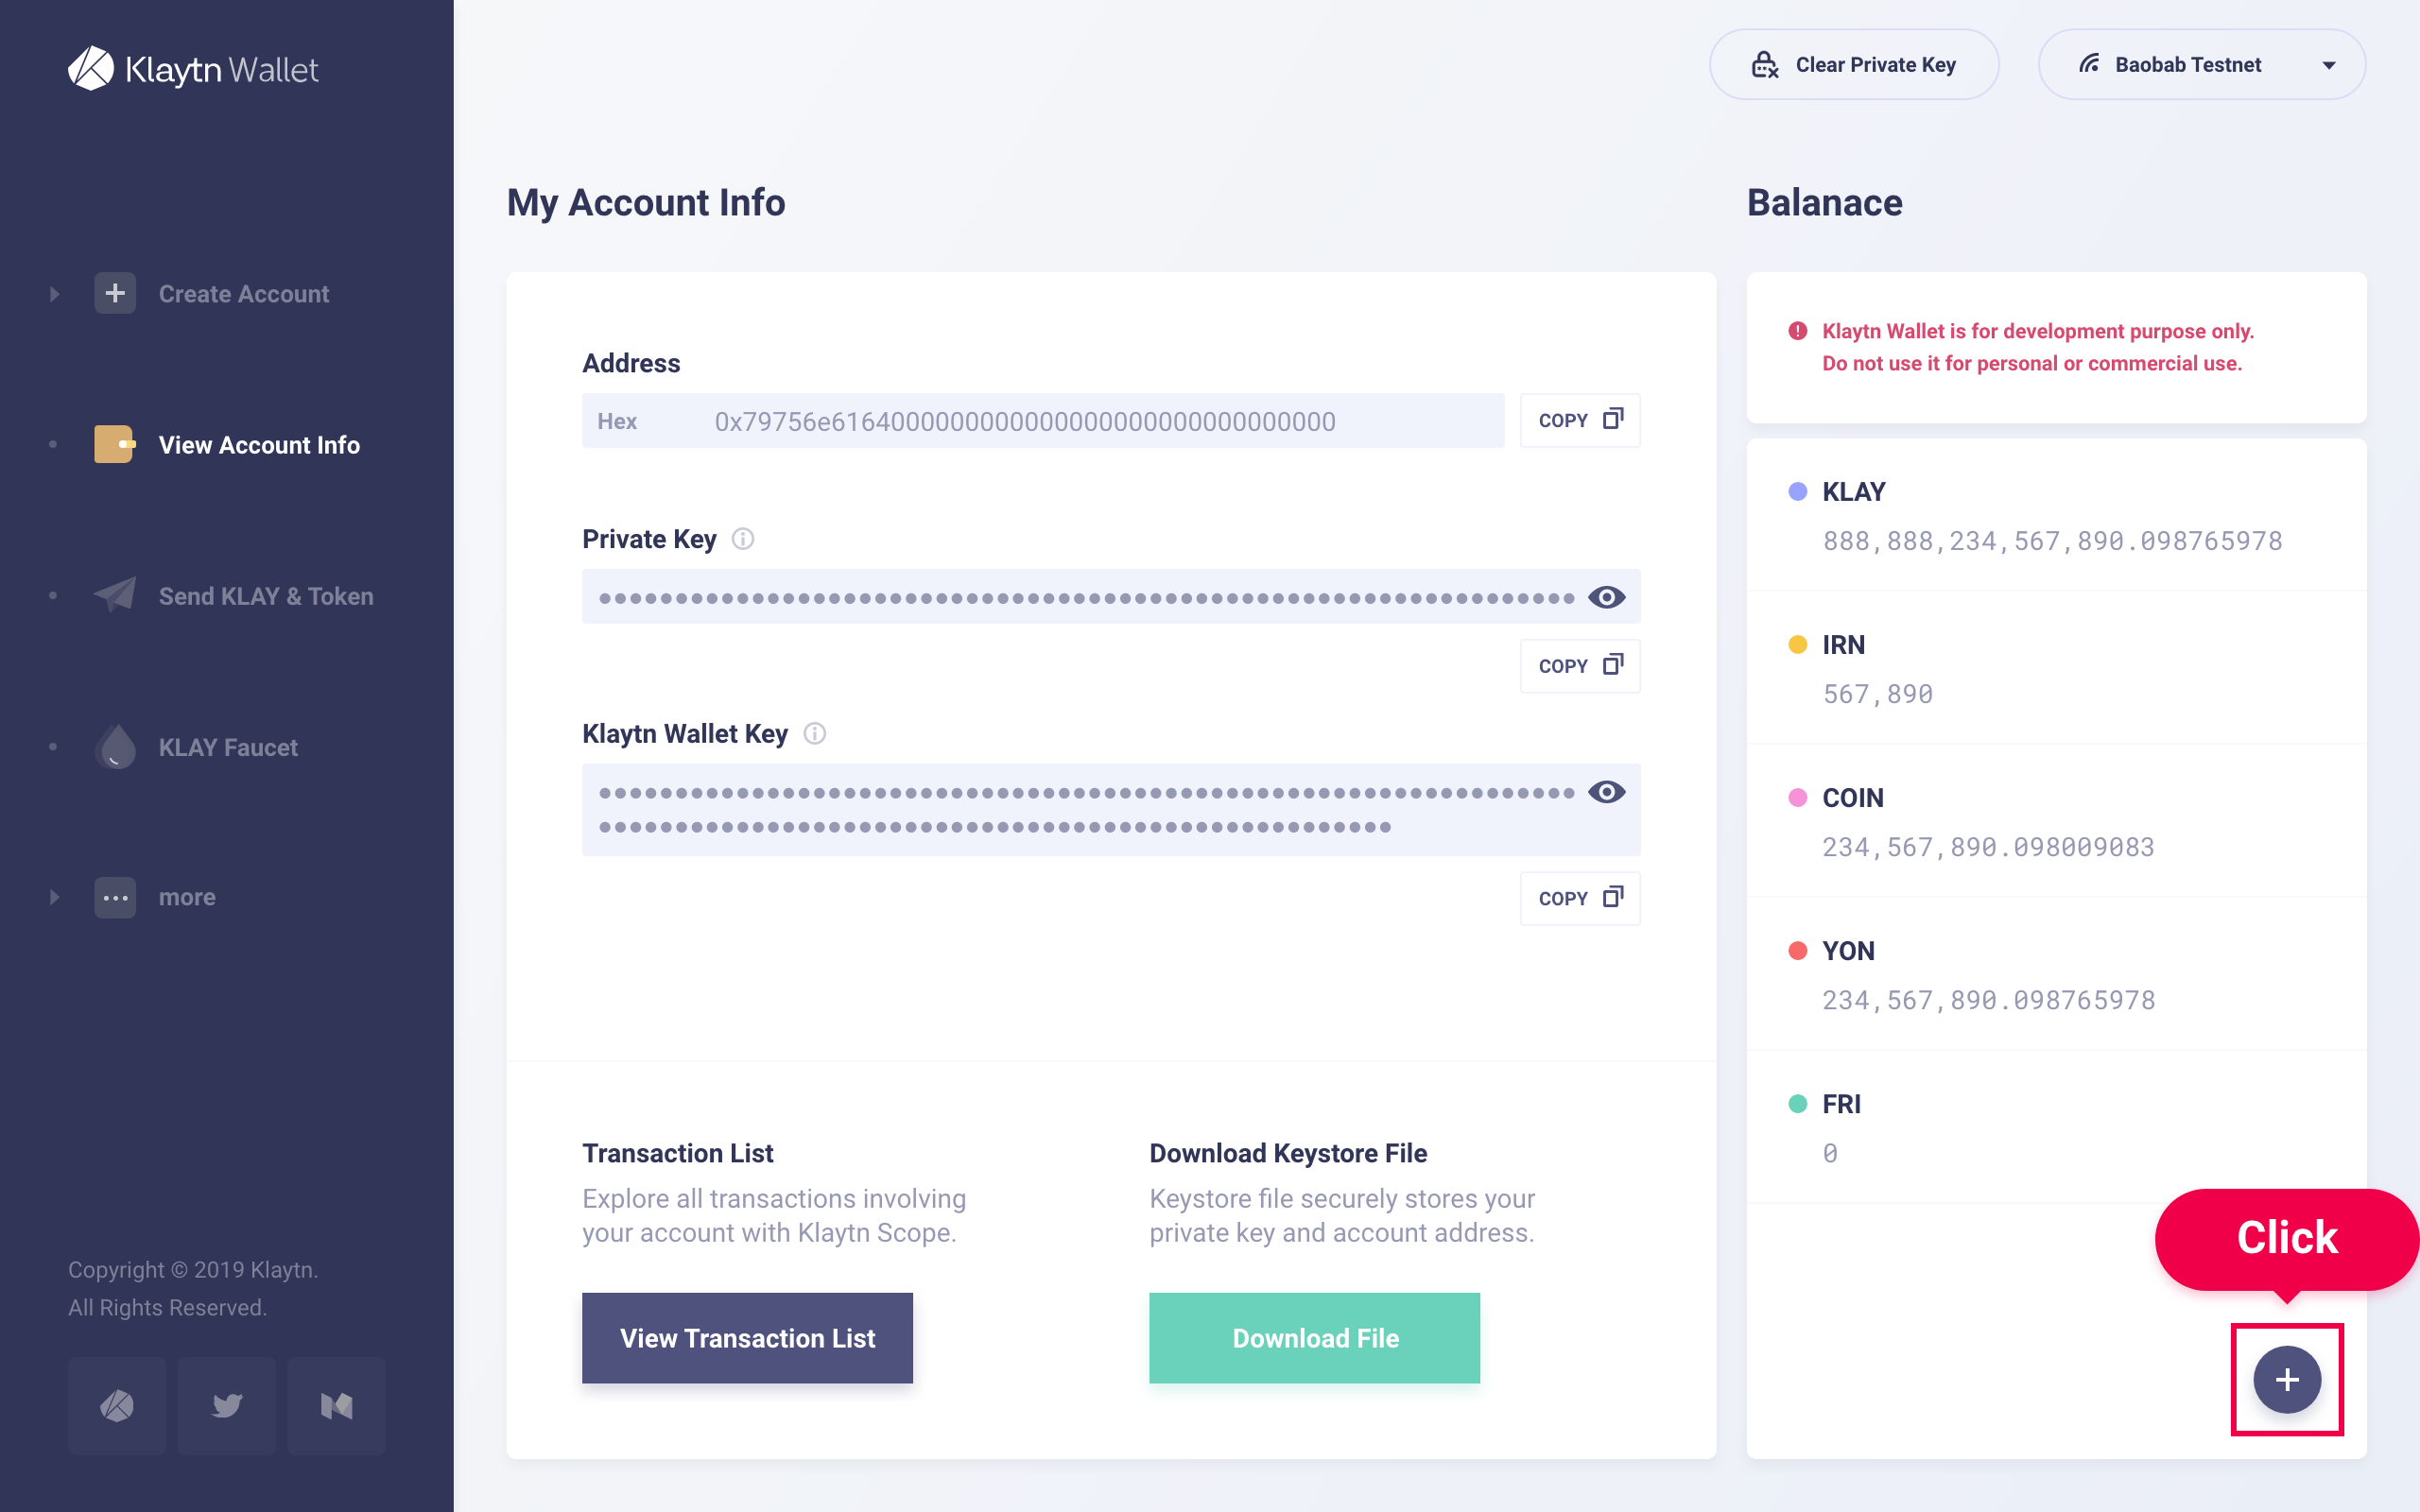 Klaytn Wallet
Clear Private Key
Baobab Testnet
Create Account
View Account Info
Send KLAY & Token
KLAY Faucet
more
Copyright © 2019 Klaytn.
All Rights Reserved.
My Account Info
Address
Hex 0x79756e6164000000000000000000000000000000
COPY
Private Key
COPY
Klaytn Wallet Key
COPY
Transaction List
Explore all transactions involving
your account with Klaytn Scope.
View Transaction List
Download Keystore File
Keystore file securely stores your
private key and account address.
Download File
Balanace
Klaytn Wallet is for development purpose only.
Do not use it for personal or commercial use.
KLAY
888,888,234,567,890.098765978
IRN
567,890
COIN
234,567,890.098009083
YON
234,567,890.098765978
FRI
0
Click